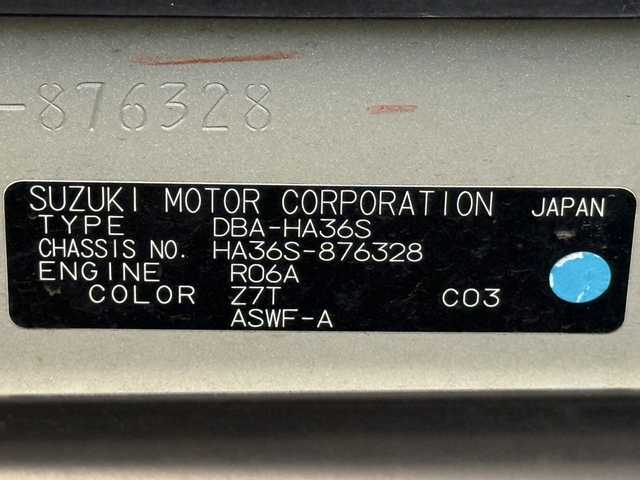 -876328
SUZUKI MOTOR CORPORATION JAPAN
TYPE DBA-HA36S
CHASSIS NO. HA36S-876328
ENGINE R06A
COLOR Z7T C03
ASWF-A